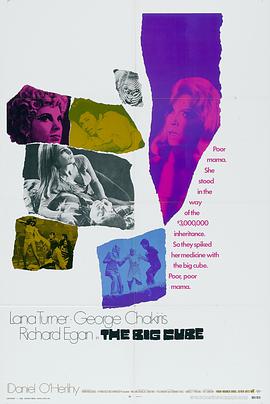 Poor
mama.
She
stood
in the
way
of the
$3,000,000
inheritance.
So they spiked
her medicine with
the big cube.
Poor, poor
mama.
Lana Turner · George Chakiris
Richard Egan in THE BIG CUBE
Daniel O'Herlihy